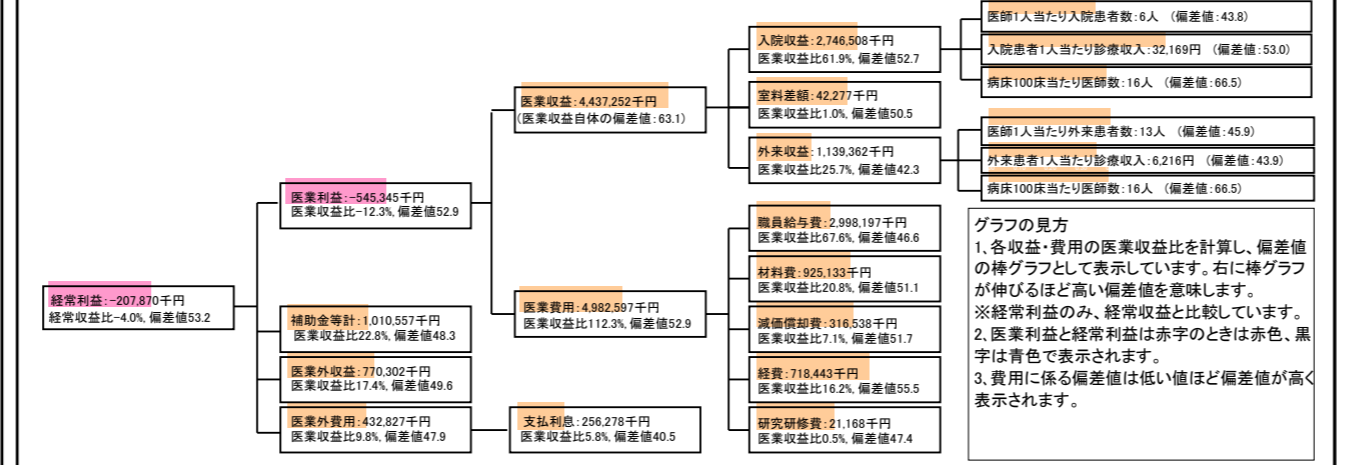 医師1人当たり入院患者数:6人 (偏差値:43.8)
入院収益:2,746,508千円
医業収益比61.9%, 偏差値52.7
入院患者1人当たり診療収入:32,169円 (偏差値:53.0)
病床100床当たり医師数:16人 (偏差値:66.5)
医業収益:4,437,252千円
(医業収益自体の偏差値:63.1)
室料差額:42,277千円
医業収益比1.0%, 偏差値50.5
医師1人当たり外来患者数:13人 (偏差値:45.9)
外来収益:1,139,362千円
医業収益比25.7%, 偏差値42.3
外来患者1人当たり診療収入:6,216円 (偏差値:43.9)
病床100床当たり医師数:16人 (偏差値:66.5)
医業利益:-545,345千円
医業収益比-12.3%, 偏差値52.9
職員給与費:2,998,197千円
医業収益比67.6%, 偏差値46.6
材料費:925,133千円
医業収益比20.8%, 偏差値51.1
経常利益:-207,870千円
経常収益比-4.0%, 偏差値53.2
医業費用:4,982,597千円
医業収益比112.3%, 偏差値52.9
補助金等計:1,010,557千円
医業収益比22.8%, 偏差値48.3
減価償却費:316,538千円
医業収益比7.1%, 偏差値51.7
医業外収益:770,302千円
医業収益比17.4%, 偏差値49.6
経費:718,443千円
医業収益比16.2%, 偏差値55.5
医業外費用:432,827千円
医業収益比9.8%, 偏差値47.9
支払利息:256,278千円
医業収益比5.8%, 偏差値40.5
研究研修費:21,168千円
医業収益比0.5%, 偏差値47.4
グラフの見方
1、各収益・費用の医業収益比を計算し、偏差値
の棒グラフとして表示しています。右に棒グラフ
が伸びるほど高い偏差値を意味します。
※経常利益のみ、経常収益と比較しています。
2、医業利益と経常利益は赤字のときは赤色、黒
字は青色で表示されます。
3、費用に係る偏差値は低い値ほど偏差値が高く
表示されます。